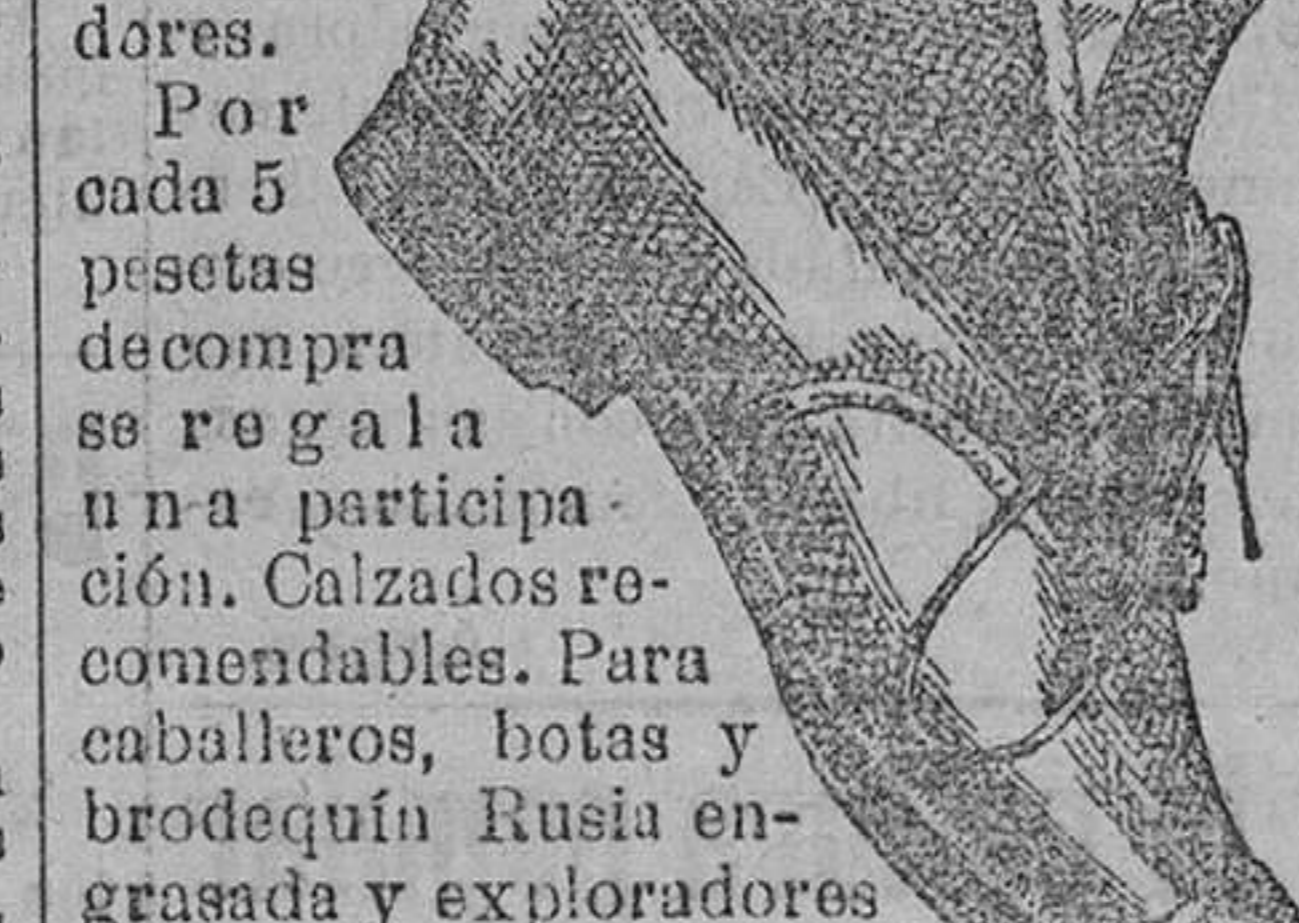 dores.
Por
cada 5
pesetas
decompra
se regala
una participa-
ción. Calzados re-
comendables. Para
caballeros, botas y
brodequín Rusia en-
grasada y exploradores